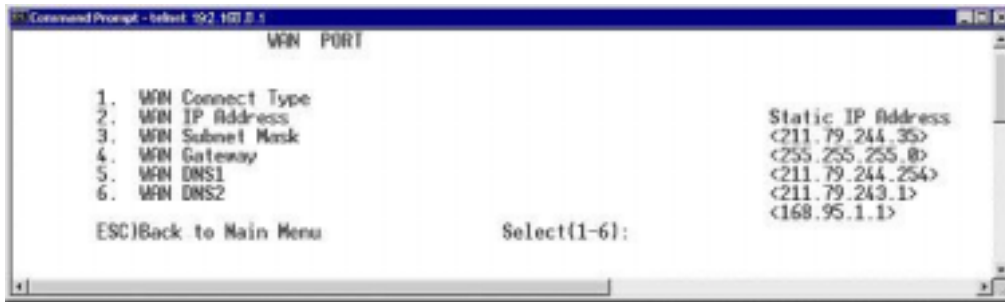 Command Prompt - telnet 192.168.0.1
WAN PORT
1. WAN Connect Type
2. WAN IP Address
Static IP Address
3. WAN Subnet Mask
<211.79.244.35>
4. WAN Gateway
<255.255.255.0>
5. WAN DNS1
<211.79.244.254>
6. WAN DNS2
<211.79.243.1>
<168.95.1.1>
ESC)Back to Main Menu
Select(1-6):